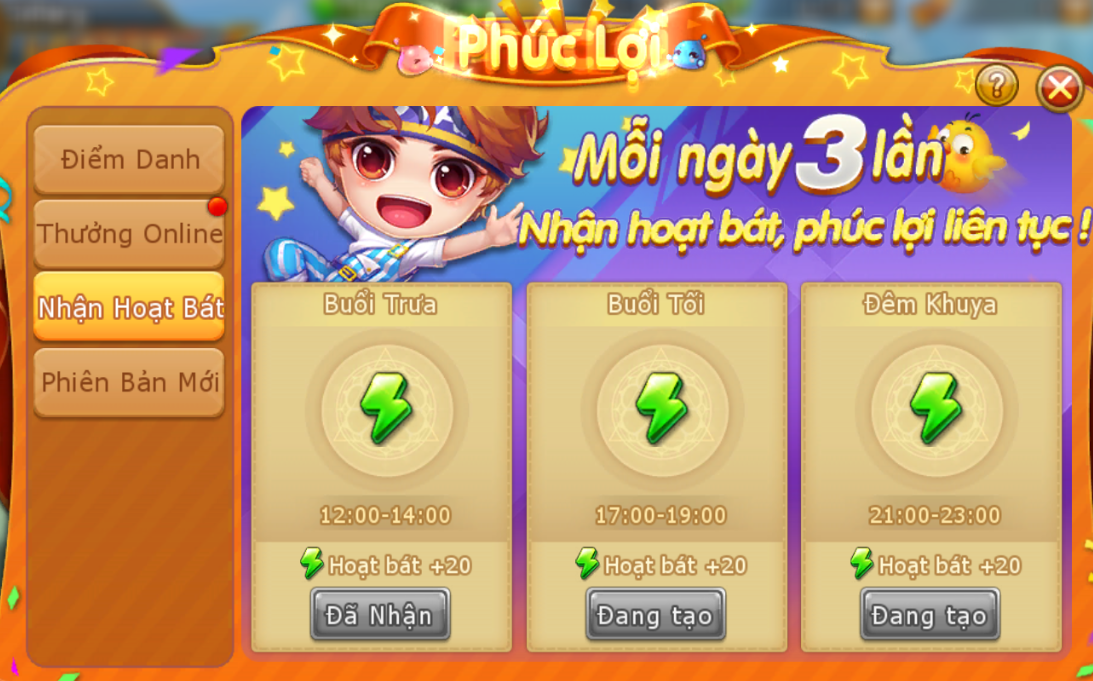 Phúc Lợi
?
Điểm Danh
Thưởng Online
Nhận Hoạt Bát
Phiên Bản Mới
Mỗi ngày 3 lần
Nhận hoạt bát, phúc lợi liên tục !
Buổi Trưa
12:00-14:00
Hoạt bát +20
Đã Nhận
Buổi Tối
17:00-19:00
Hoạt bát +20
Đang tạo
Đêm Khuya
21:00-23:00
Hoạt bát +20
Đang tạo